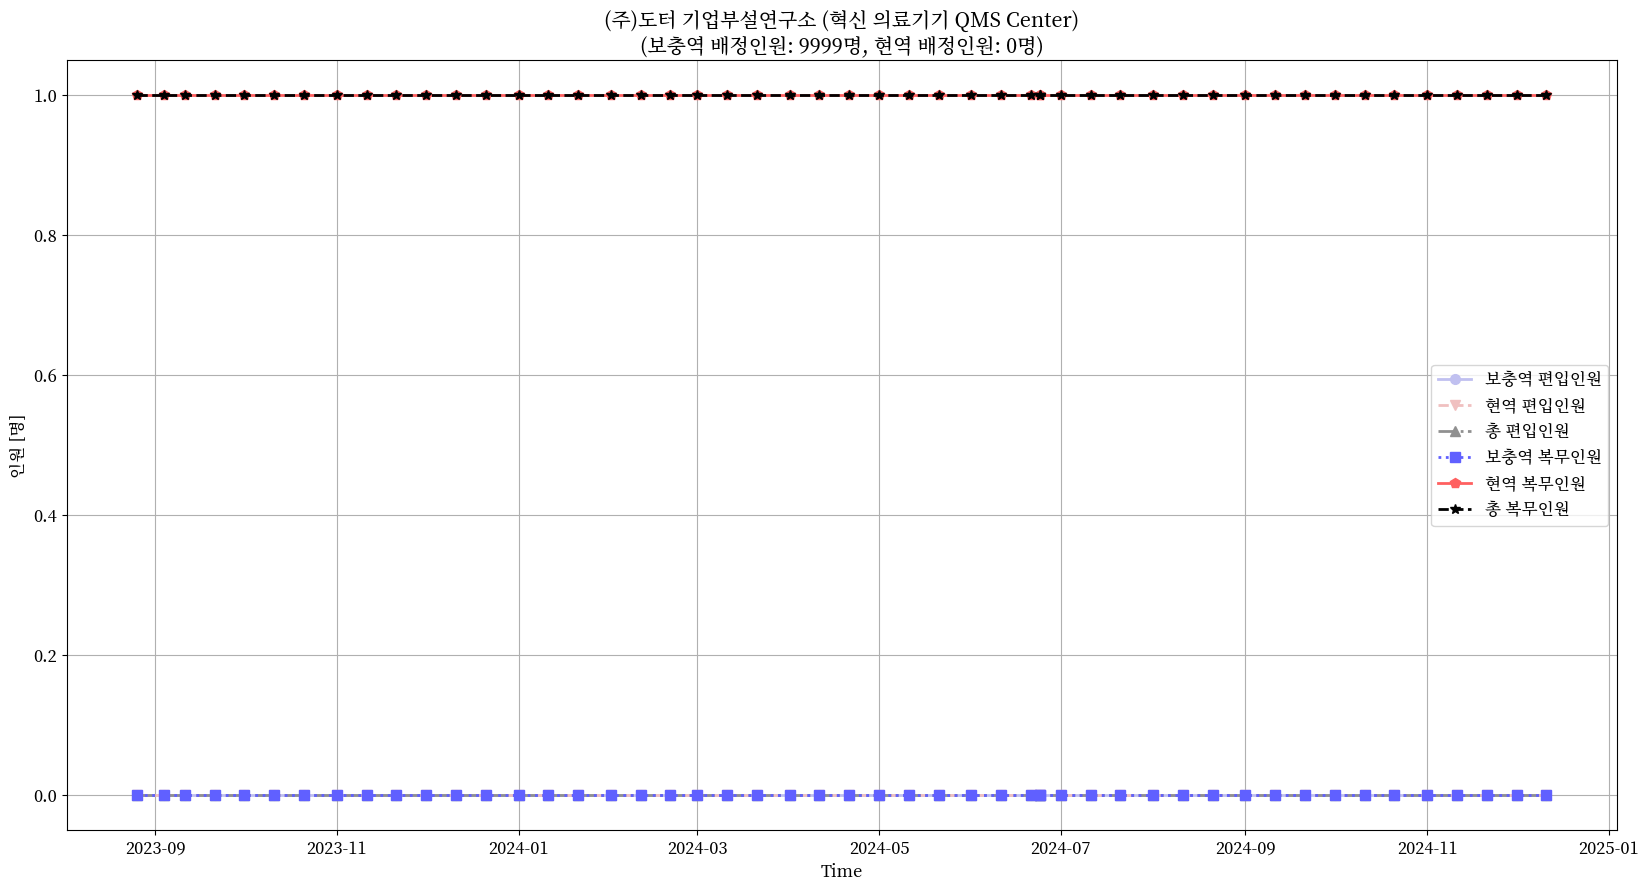 (주)도터 기업부설연구소 (혁신 의료기기 QMS Center)
(보충역 배정인원: 9999명, 현역 배정인원: 0명)
인원 [명]
1.0
0.8
0.6
0.4
0.2
0.0
보충역 편입인원
현역 편입인원
총 편입인원
보충역 복무인원
현역 복무인원
총 복무인원
2023-09 2023-11 2024-01 2024-03 2024-05 2024-07 2024-09 2024-11 2025-01
Time